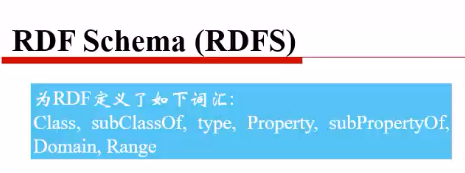 RDF Schema (RDFS)
为RDF定义了如下词汇:
Class, subClassOf, type, Property, subPropertyOf,
Domain, Range